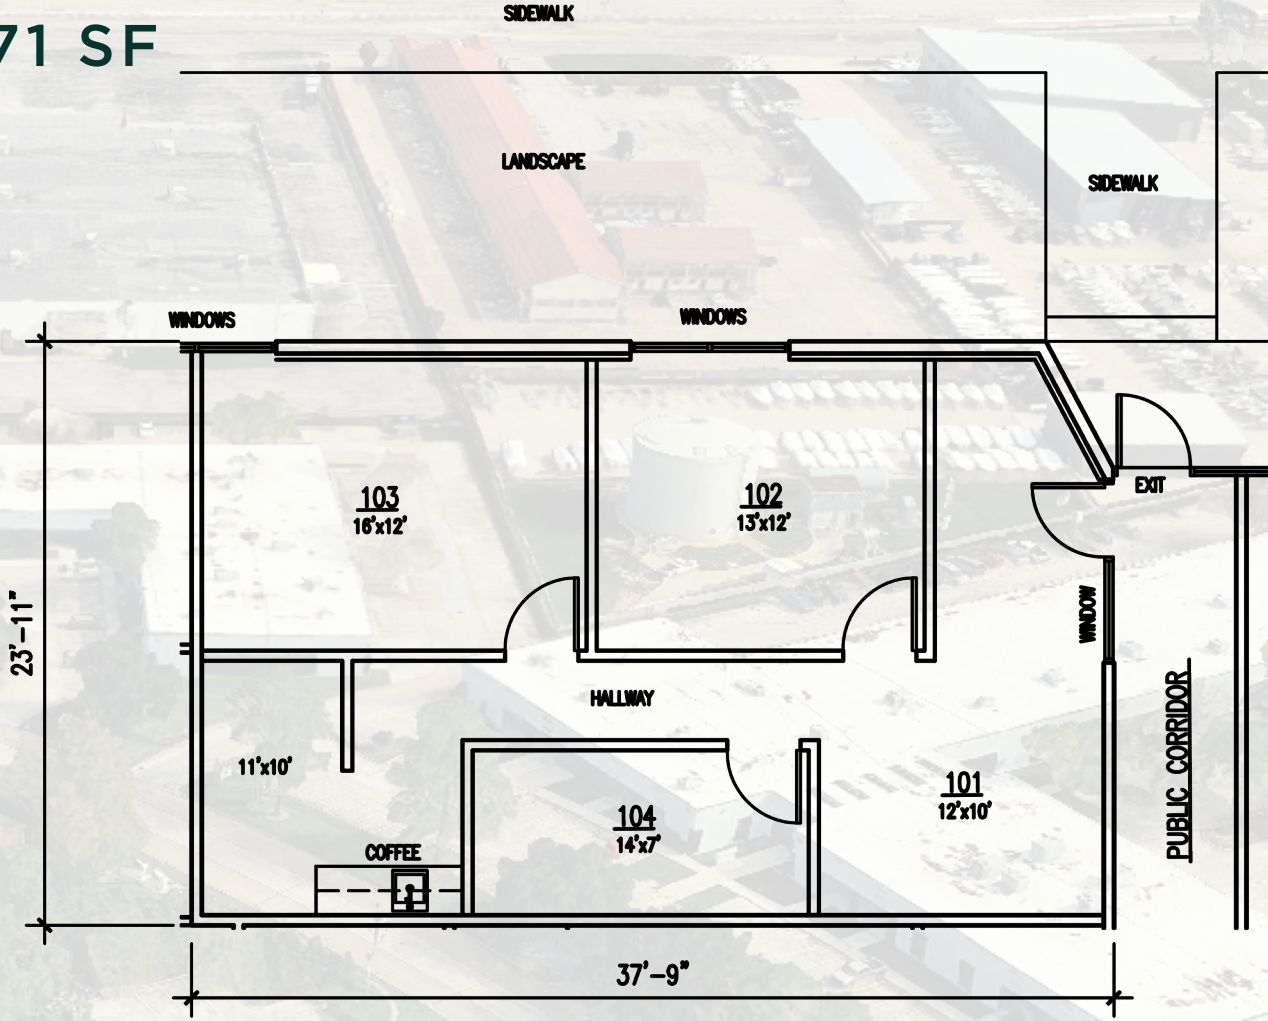 SIDEWALK
71 SF
LANDSCAPE
SIDEWALK
WINDOWS
WINDOWS
103
16'x12'
102
13'x12'
EXIT
23'-11"
WINDOW
HALLWAY
PUBLIC CORRIDOR
11'x10'
101
12'x10'
104
14'x7'
COFFEE
37'-9"